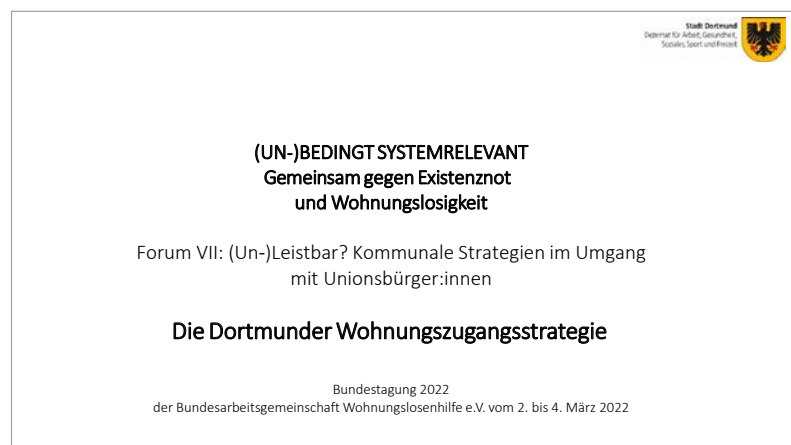 Stadt Dortmund
Dezernat für Arbeit, Gesundheit,
Soziales, Sport und Freizeit
(UN-)BEDINGT SYSTEMRELEVANT
Gemeinsam gegen Existenznot
und Wohnungslosigkeit
Forum VII: (Un-)Leistbar? Kommunale Strategien im Umgang
mit Unionsbürger:innen
Die Dortmunder Wohnungszugangsstrategie
Bundestagung 2022
der Bundesarbeitsgemeinschaft Wohnungslosenhilfe e.V. vom 2. bis 4. März 2022